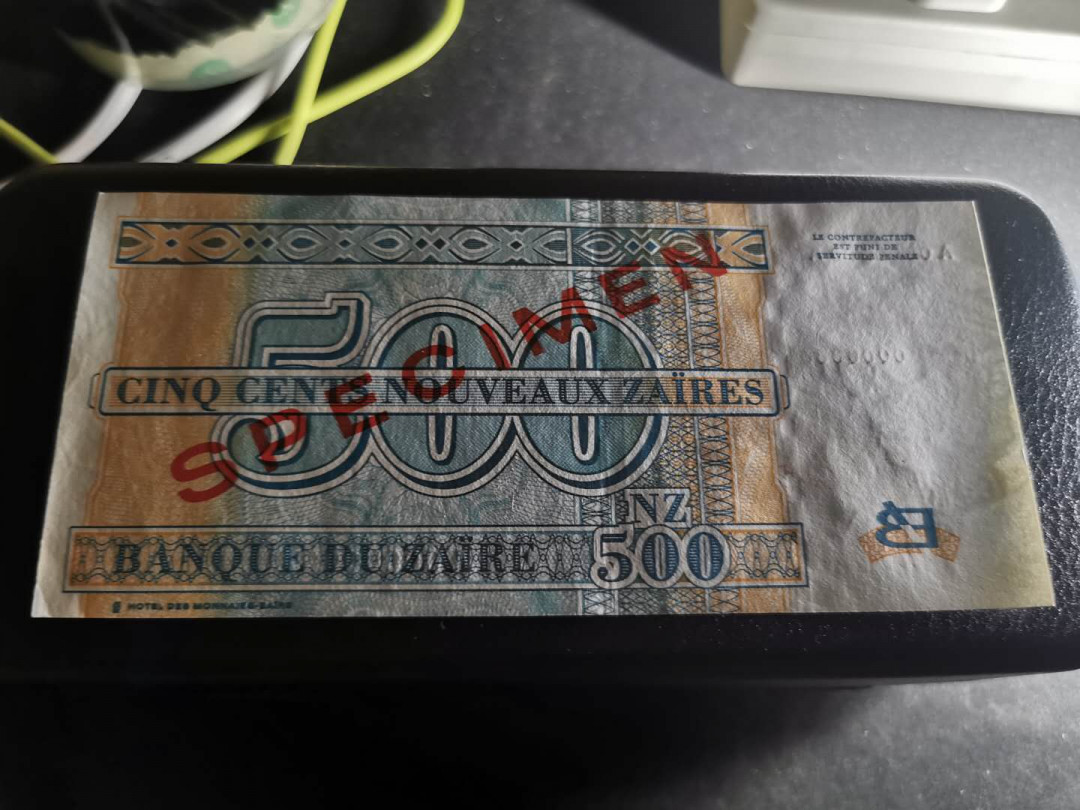 LE CONTREFACTEUR
EST PUNI DE
SERVITUDE PENALE
500
CINQ CENTS NOUVEAUX ZAÏRES
SPECIMEN
NZ
BANQUE DU ZAÏRE 500
HOTEL DES MONNAIES-ZAIRE